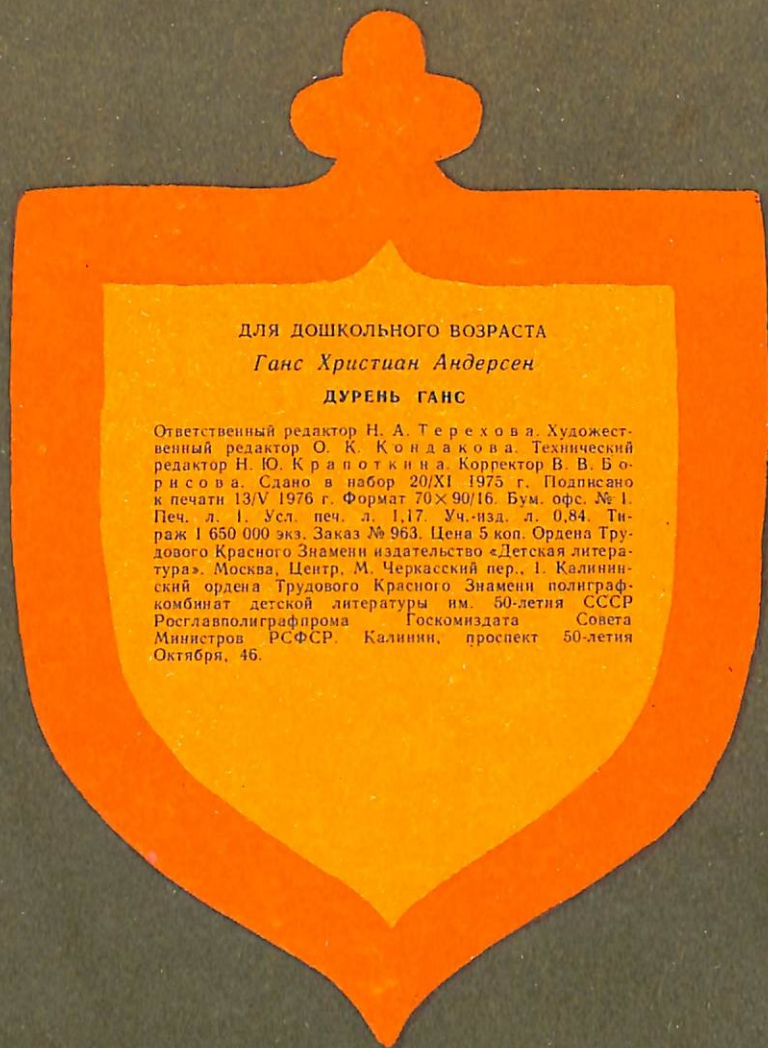 ДЛЯ ДОШКОЛЬНОГО ВОЗРАСТА
Ганс Христиан Андерсен
ДУРЕНЬ ГАНС
Ответственный редактор Н. А. Терехова. Художест-
венный редактор О. К. Кондакова. Технический
редактор Н. Ю. Крапоткина. Корректор В. В. Бо-
рисова. Сдано в набор 20/XI 1975 г. Подписано
к печати 13/V 1976 г. Формат 70×90/16. Бум. офс. № 1.
Печ. л. 1. Усл. печ. л. 1,17. Уч.-изд. л. 0,84. Ти-
раж 1 650 000 экз. Заказ № 963. Цена 5 коп. Ордена Тру-
дового Красного Знамени издательство «Детская литера-
тура». Москва, Центр, М. Черкасский пер., 1. Калинин-
ский ордена Трудового Красного Знамени полиграф-
комбинат детской литературы им. 50-летия СССР
Росглавполиграфпрома Госкомиздата Совета
Министров РСФСР. Калинин, проспект 50-летия
Октября, 46.